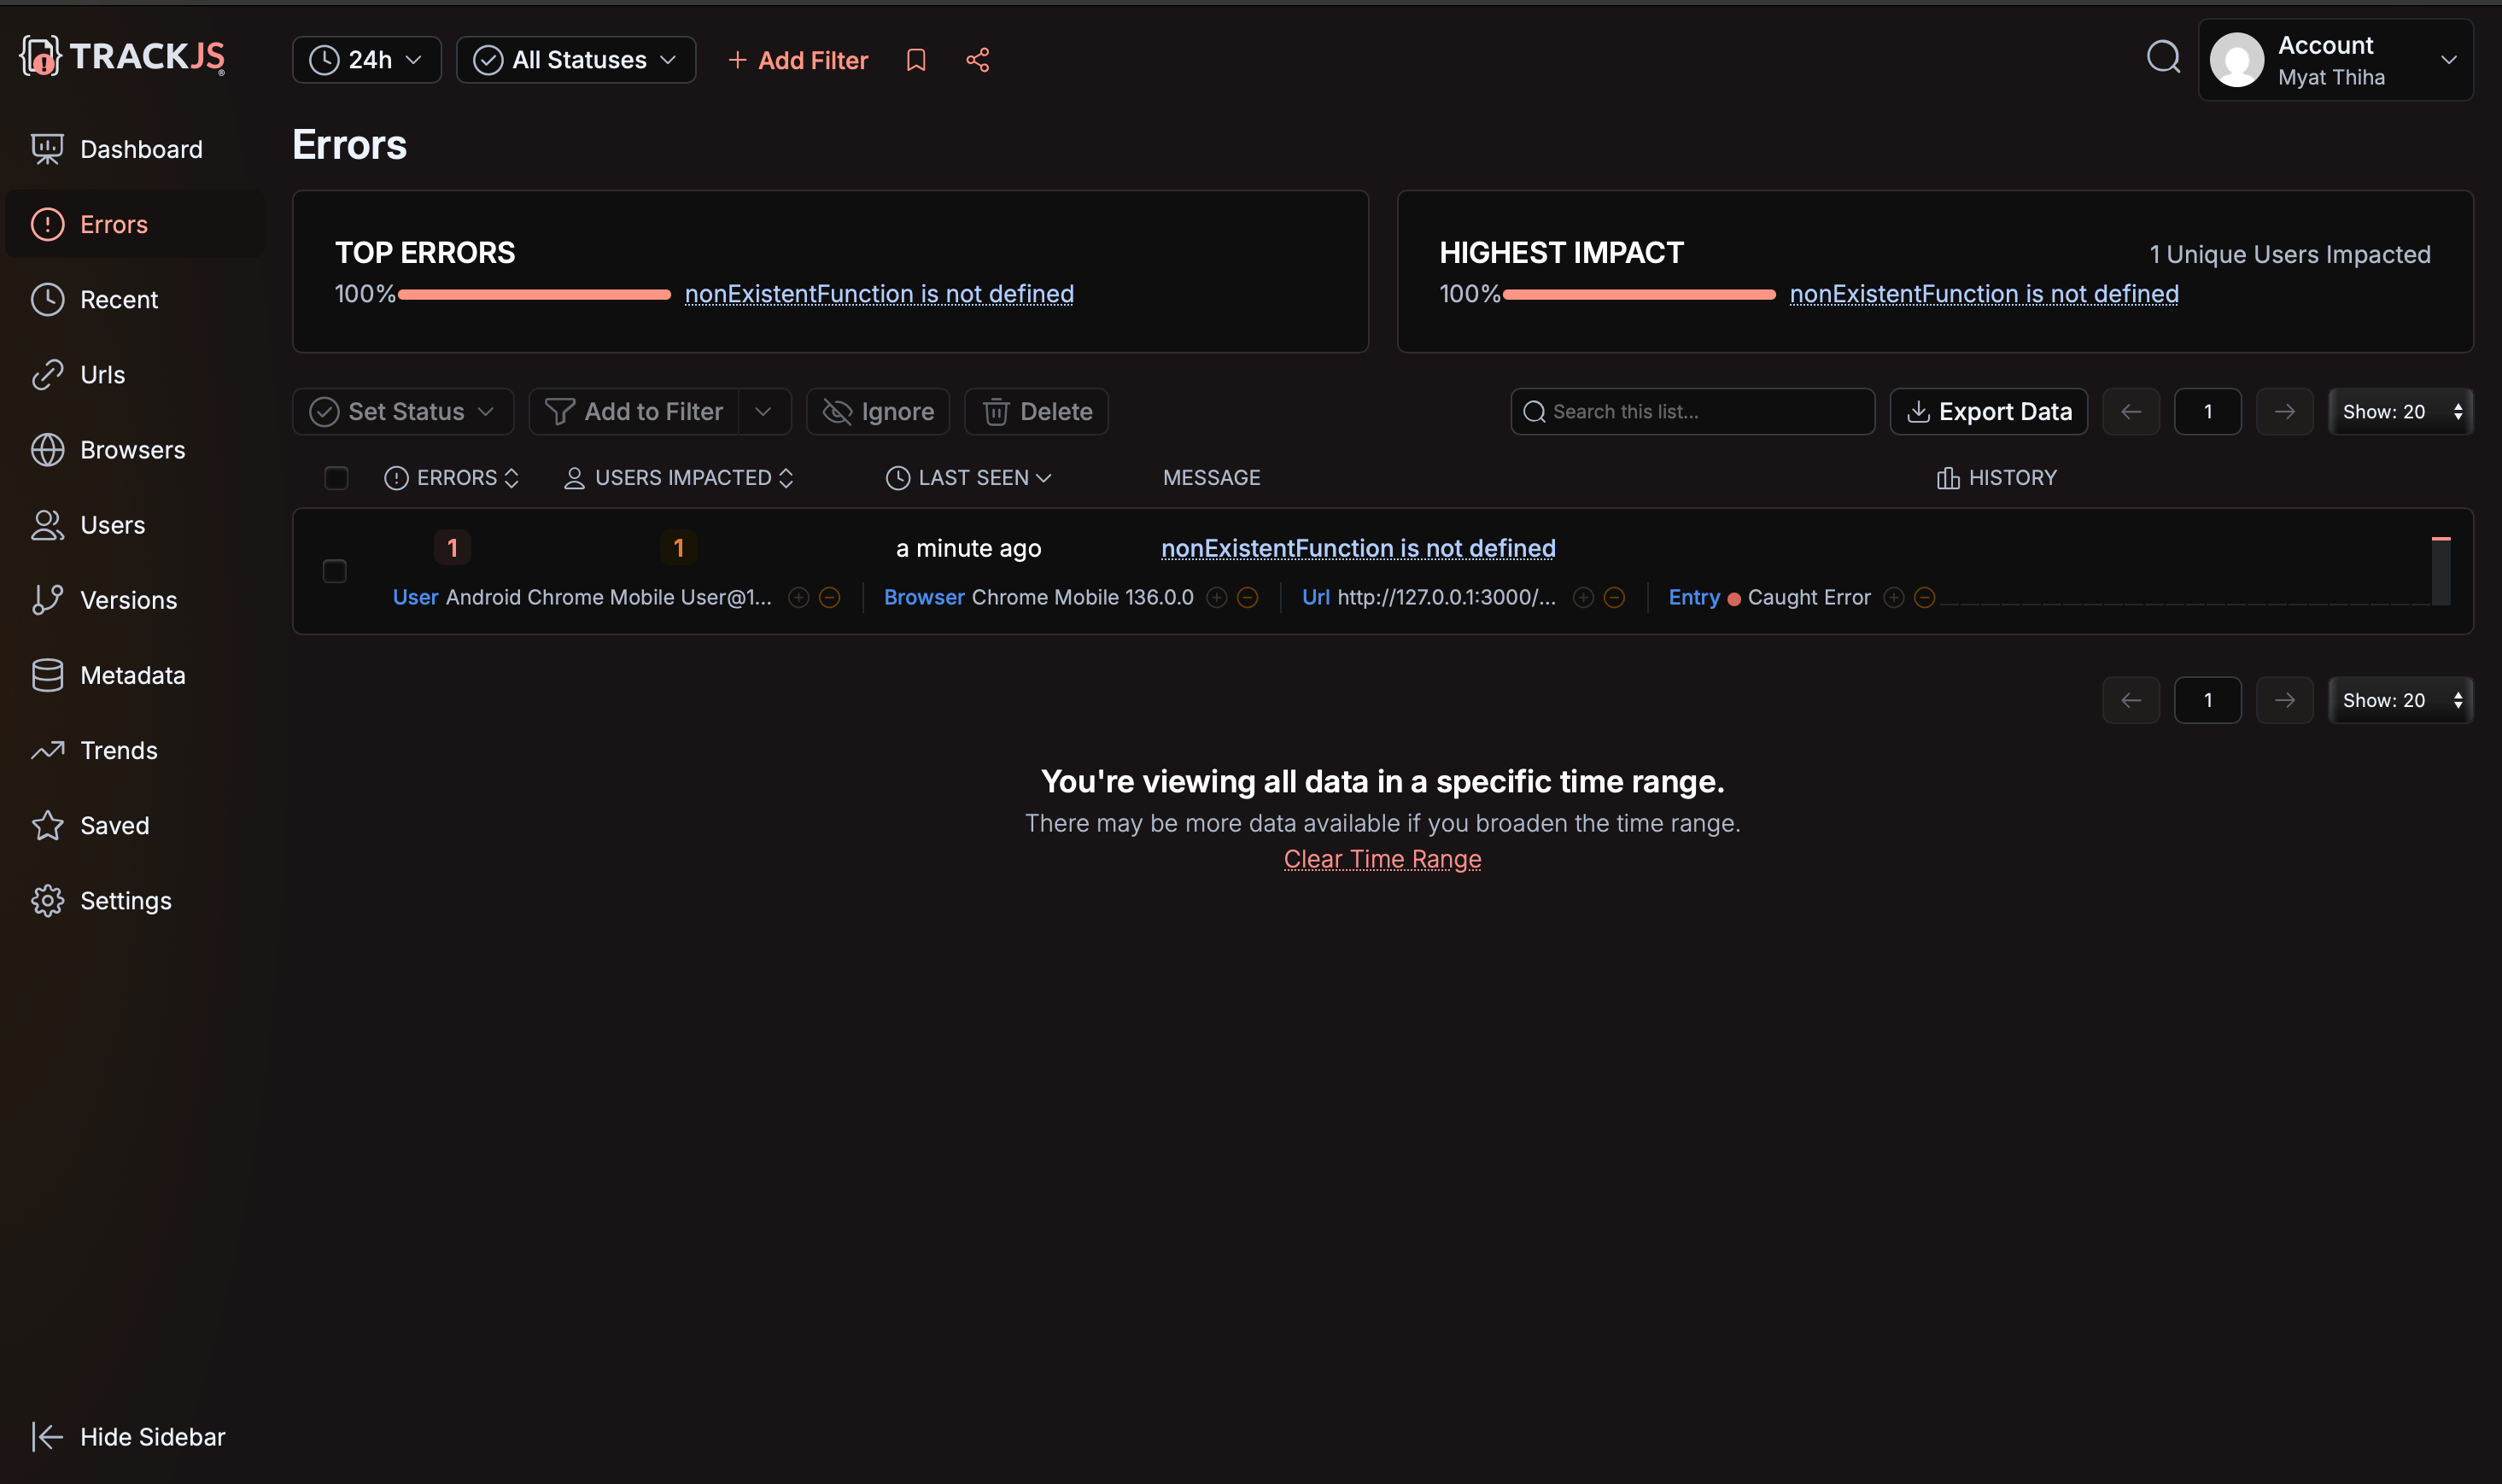 TRACKJS
24h
All Statuses
+ Add Filter
Account
Myat Thiha
Dashboard
Errors
Recent
Urls
Browsers
Users
Versions
Metadata
Trends
Saved
Settings
Hide Sidebar
Errors
TOP ERRORS
100% nonExistentFunction is not defined
HIGHEST IMPACT
1 Unique Users Impacted
100% nonExistentFunction is not defined
Set Status
Add to Filter
Ignore
Delete
Search this list...
Export Data
1
Show: 20
ERRORS USERS IMPACTED LAST SEEN MESSAGE HISTORY
1 1 a minute ago nonExistentFunction is not defined
User Android Chrome Mobile User@1... Browser Chrome Mobile 136.0.0 Url http://127.0.0.1:3000/... Entry Caught Error
1
Show: 20
You're viewing all data in a specific time range.
There may be more data available if you broaden the time range.
Clear Time Range